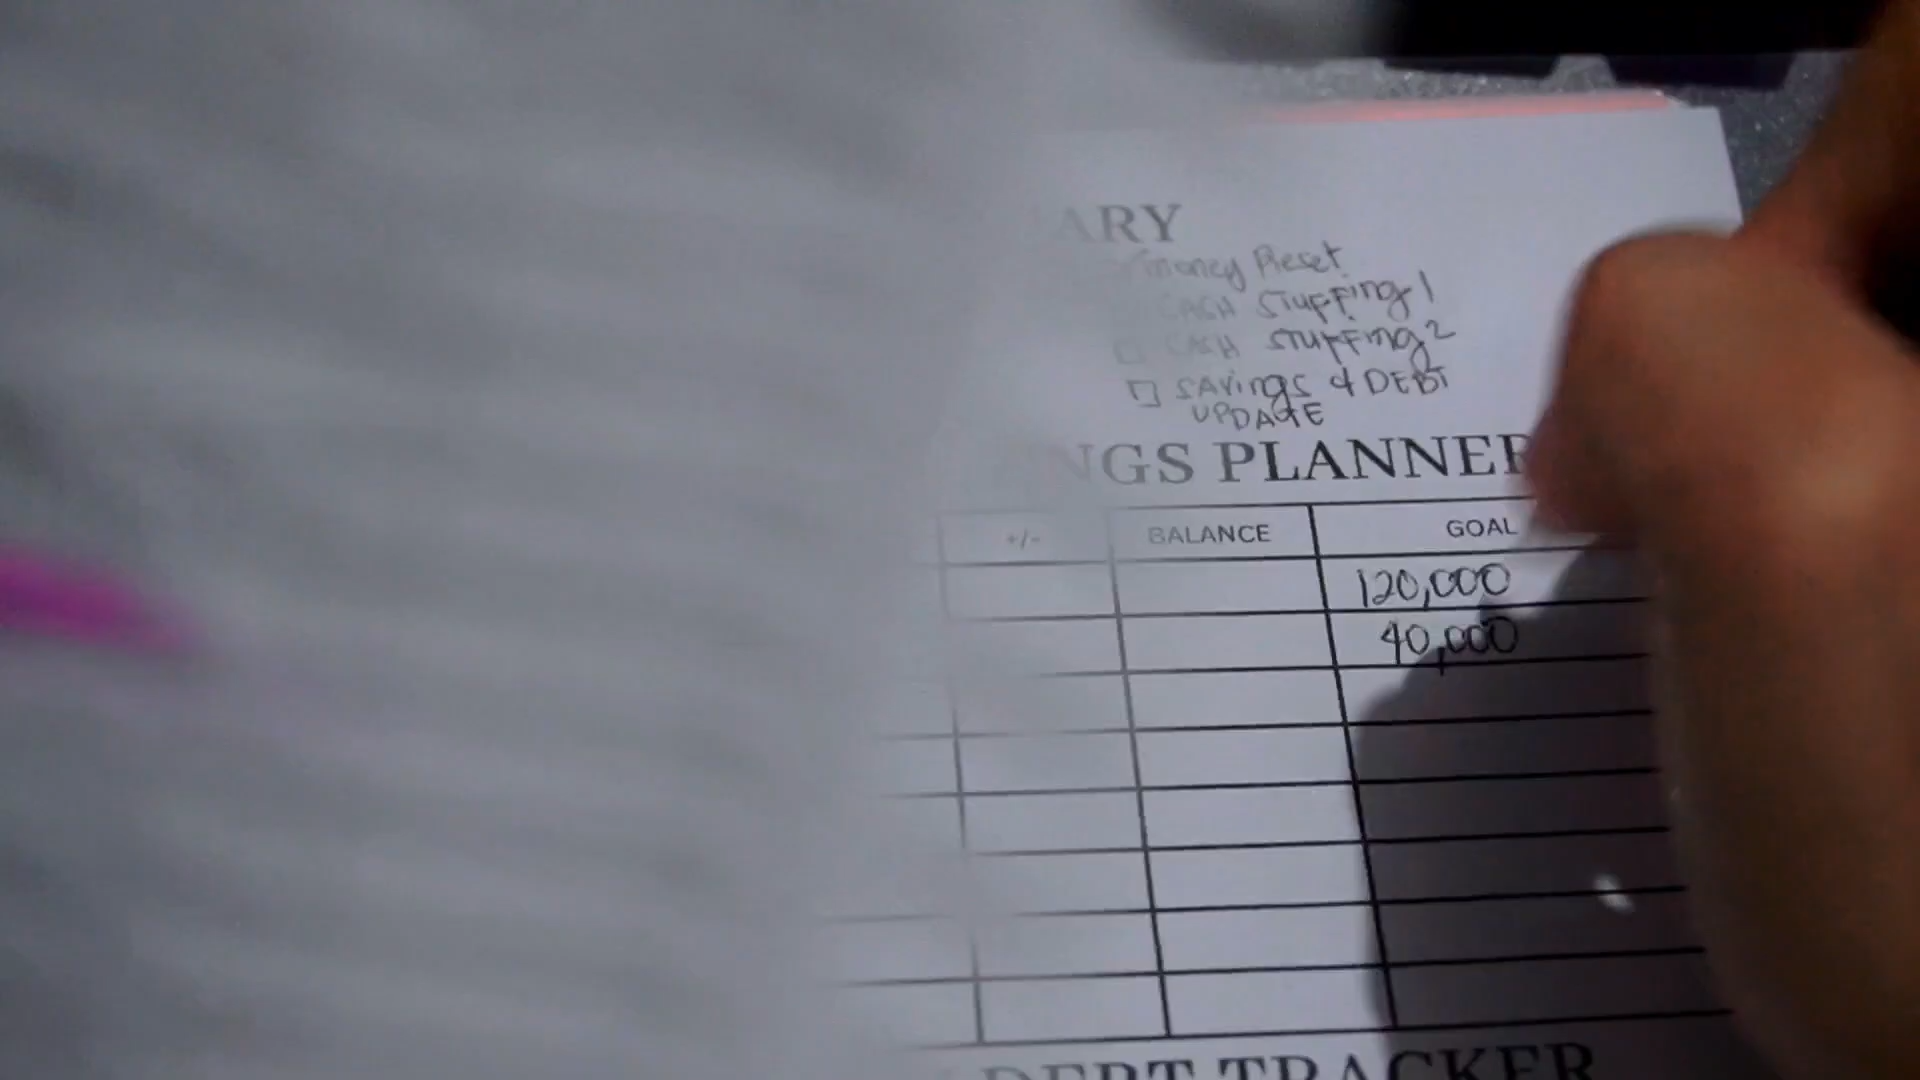 ARY
money Reset
CASH STUFFING 1
CASH STUFFING 2
SAVINGS & DEBT
UPDATE
NGS PLANNER
+/- BALANCE GOAL
120,000
40,000
DEBT TRACKER